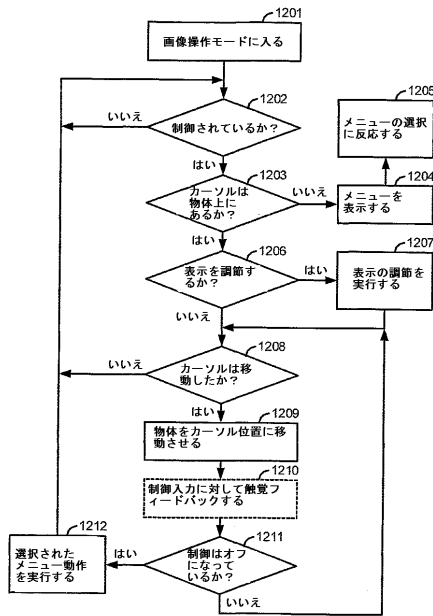 1201
画像操作モードに入る
1202
制御されているか?
いいえ
はい
1203
カーソルは
物体上に
あるか?
いいえ
はい
1205
メニューの選択
に反応する
1204
メニューを
表示する
1206
表示を調節す
るか?
はい
いいえ
1207
表示の調節を
実行する
1208
カーソルは移
動したか?
いいえ
はい
1209
物体をカーソル位置に移
動させる
1210
制御入力に対して触覚フ
ィードバックする
1211
制御はオフ
になって
いるか?
はい
いいえ
1212
選択された
メニュー動作
を実行する